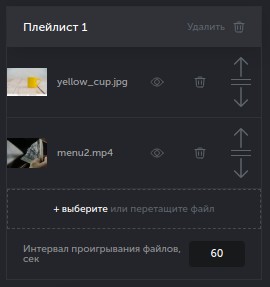 Плейлист 1
Удалить
yellow_cup.jpg
menu2.mp4
+ выберите или перетащите файл
Интервал проигрывания файлов,
сек
60